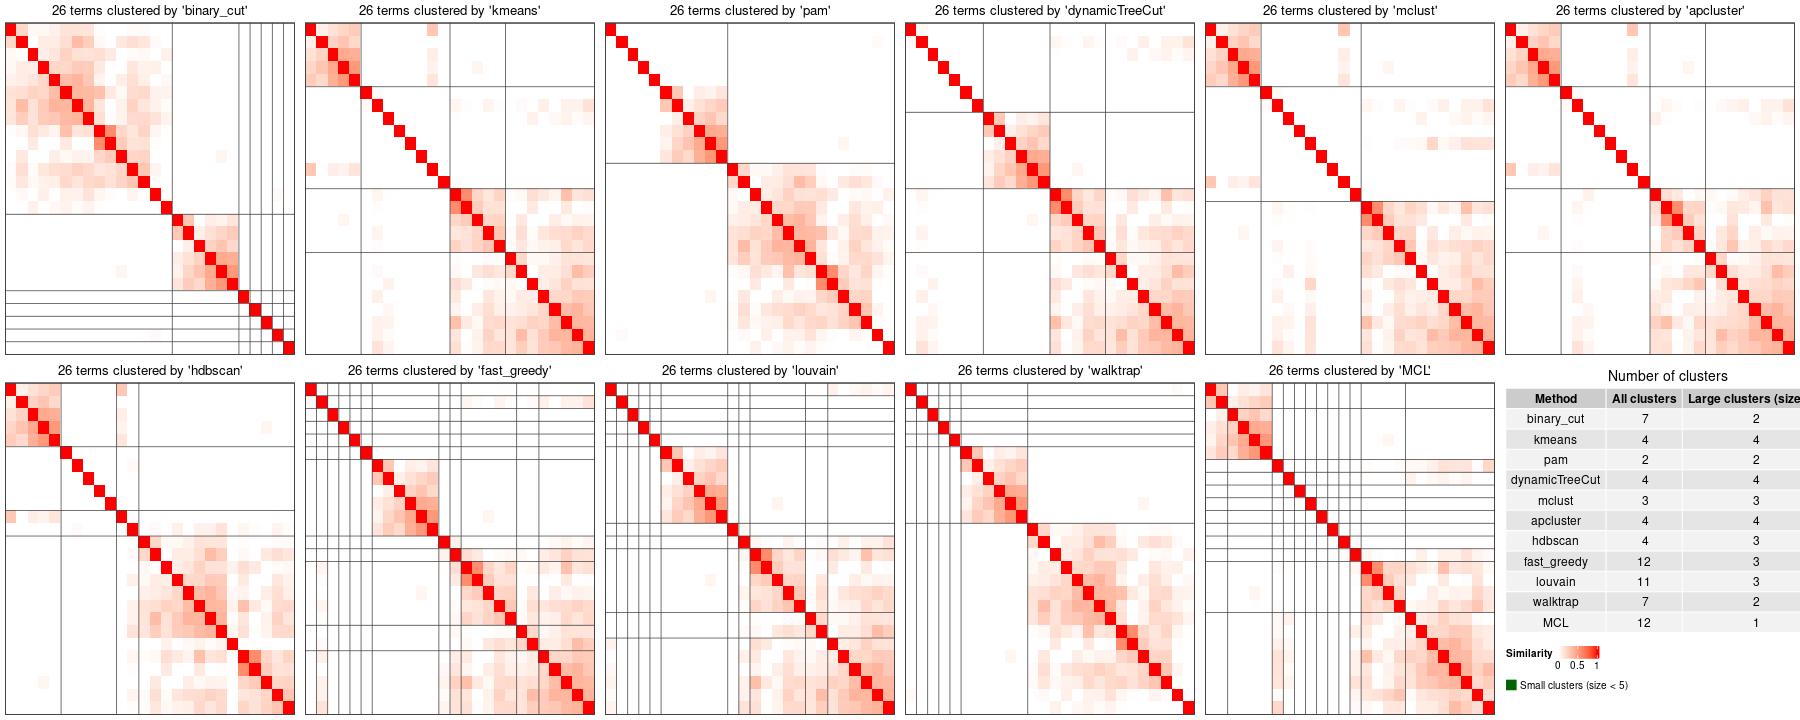 26 terms clustered by 'binary_cut'
26 terms clustered by 'kmeans'
26 terms clustered by 'pam'
26 terms clustered by 'dynamicTreeCut'
26 terms clustered by 'mclust'
26 terms clustered by 'apcluster'
26 terms clustered by 'hdbscan'
26 terms clustered by 'fast_greedy'
26 terms clustered by 'louvain'
26 terms clustered by 'walktrap'
26 terms clustered by 'MCL'
Number of clusters
Method All clusters Large clusters (size
binary_cut 7 2
kmeans 4 4
pam 2 2
dynamicTreeCut 4 4
mclust 3 3
apcluster 4 4
hdbscan 4 3
fast_greedy 12 3
louvain 11 3
walktrap 7 2
MCL 12 1
Similarity
0 0.5 1
Small clusters (size < 5)